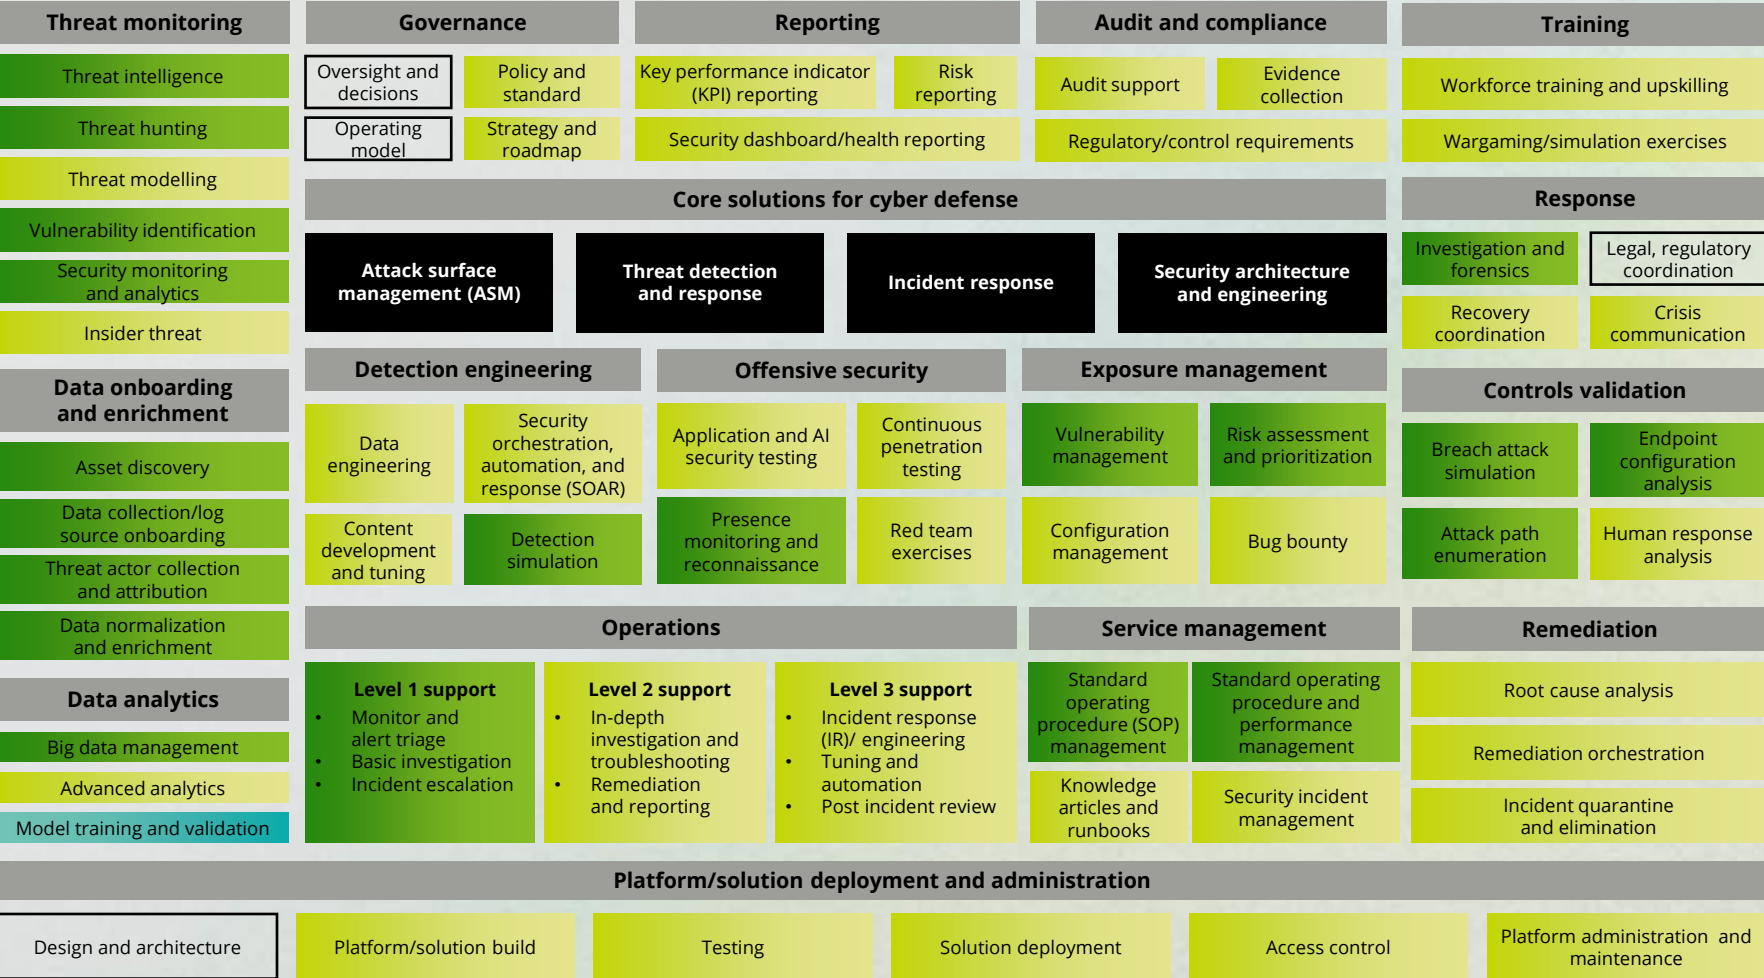 Threat monitoring
Threat intelligence
Threat hunting
Threat modelling
Vulnerability identification
Security monitoring
and analytics
Insider threat
Data onboarding
and enrichment
Asset discovery
Data collection/log
source onboarding
Threat actor collection
and attribution
Data normalization
and enrichment
Data analytics
Big data management
Advanced analytics
Model training and validation
Governance
Oversight and
decisions
Policy and
standard
Operating
model
Strategy and
roadmap
Reporting
Key performance indicator
(KPI) reporting
Risk
reporting
Security dashboard/health reporting
Audit and compliance
Audit support
Evidence
collection
Regulatory/control requirements
Training
Workforce training and upskilling
Wargaming/simulation exercises
Core solutions for cyber defense
Attack surface
management (ASM)
Threat detection
and response
Incident response
Security architecture
and engineering
Response
Investigation and
forensics
Legal, regulatory
coordination
Recovery
coordination
Crisis
communication
Detection engineering
Data
engineering
Security
orchestration,
automation, and
response (SOAR)
Content
development
and tuning
Detection
simulation
Offensive security
Application and AI
security testing
Continuous
penetration
testing
Presence
monitoring and
reconnaissance
Red team
exercises
Exposure management
Vulnerability
management
Risk assessment
and prioritization
Configuration
management
Bug bounty
Controls validation
Breach attack
simulation
Endpoint
configuration
analysis
Attack path
enumeration
Human response
analysis
Operations
Level 1 support
• Monitor and
alert triage
• Basic investigation
• Incident escalation
Level 2 support
• In-depth
investigation and
troubleshooting
• Remediation
and reporting
Level 3 support
• Incident response
(IR)/ engineering
• Tuning and
automation
• Post incident review
Service management
Standard
operating
procedure (SOP)
management
Standard operating
procedure and
performance
management
Knowledge
articles and
runbooks
Security incident
management
Remediation
Root cause analysis
Remediation orchestration
Incident quarantine
and elimination
Platform/solution deployment and administration
Design and architecture
Platform/solution build
Testing
Solution deployment
Access control
Platform administration and
maintenance